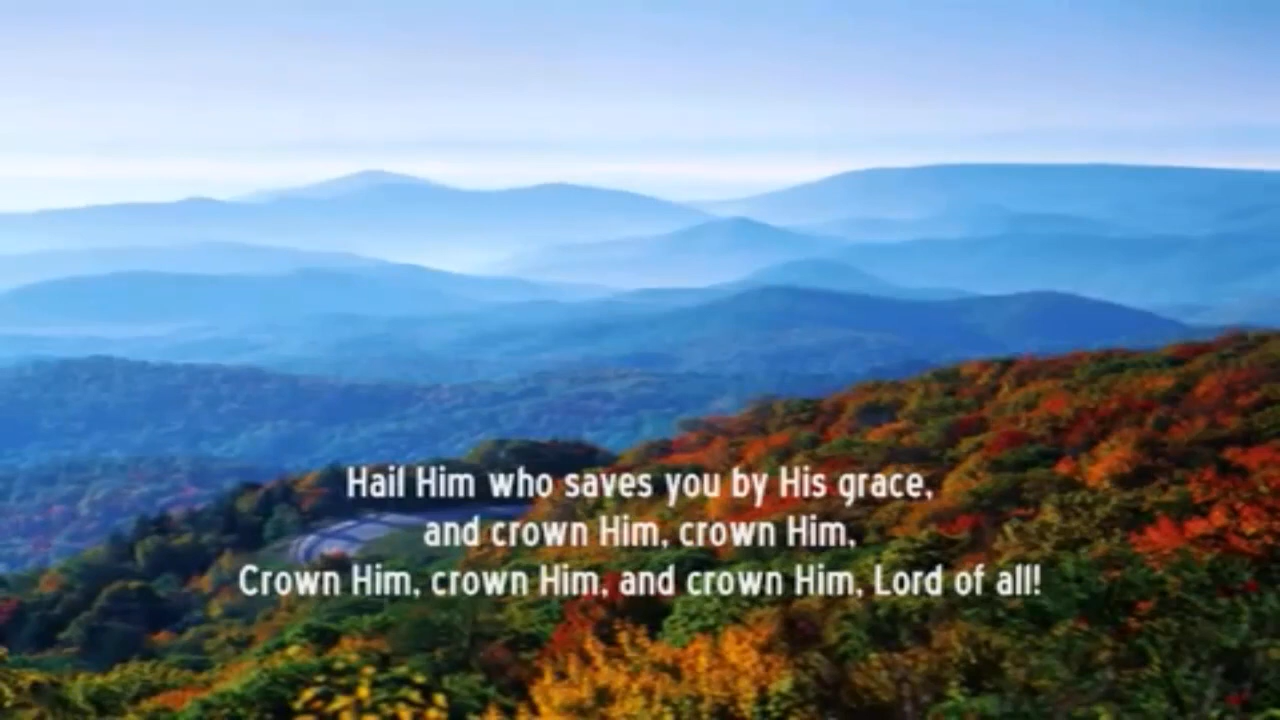 Hail Him who saves you by His grace,
and crown Him, crown Him,
Crown Him, crown Him, and crown Him, Lord of all!